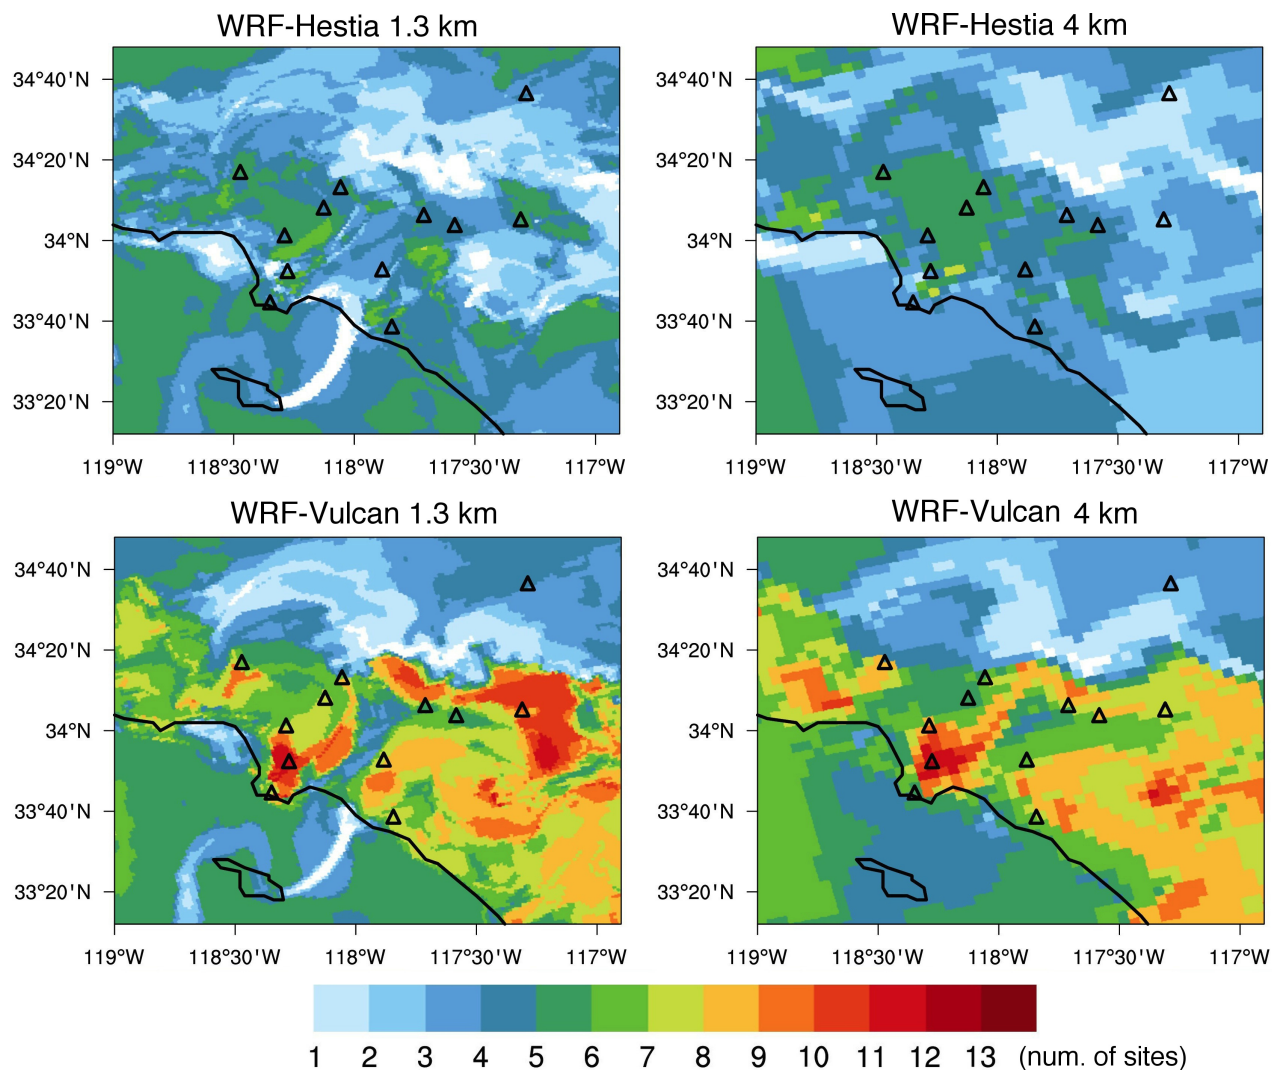 WRF-Hestia 1.3 km
WRF-Hestia 4 km
34°40'N
34°20'N
34°N
33°40'N
33°20'N
119°W 118°30'W 118°W 117°30'W 117°W
34°40'N
34°20'N
34°N
33°40'N
33°20'N
119°W 118°30'W 118°W 117°30'W 117°W
WRF-Vulcan 1.3 km
WRF-Vulcan 4 km
34°40'N
34°20'N
34°N
33°40'N
33°20'N
119°W 118°30'W 118°W 117°30'W 117°W
34°40'N
34°20'N
34°N
33°40'N
33°20'N
119°W 118°30'W 118°W 117°30'W 117°W
1 2 3 4 5 6 7 8 9 10 11 12 13 (num. of sites)